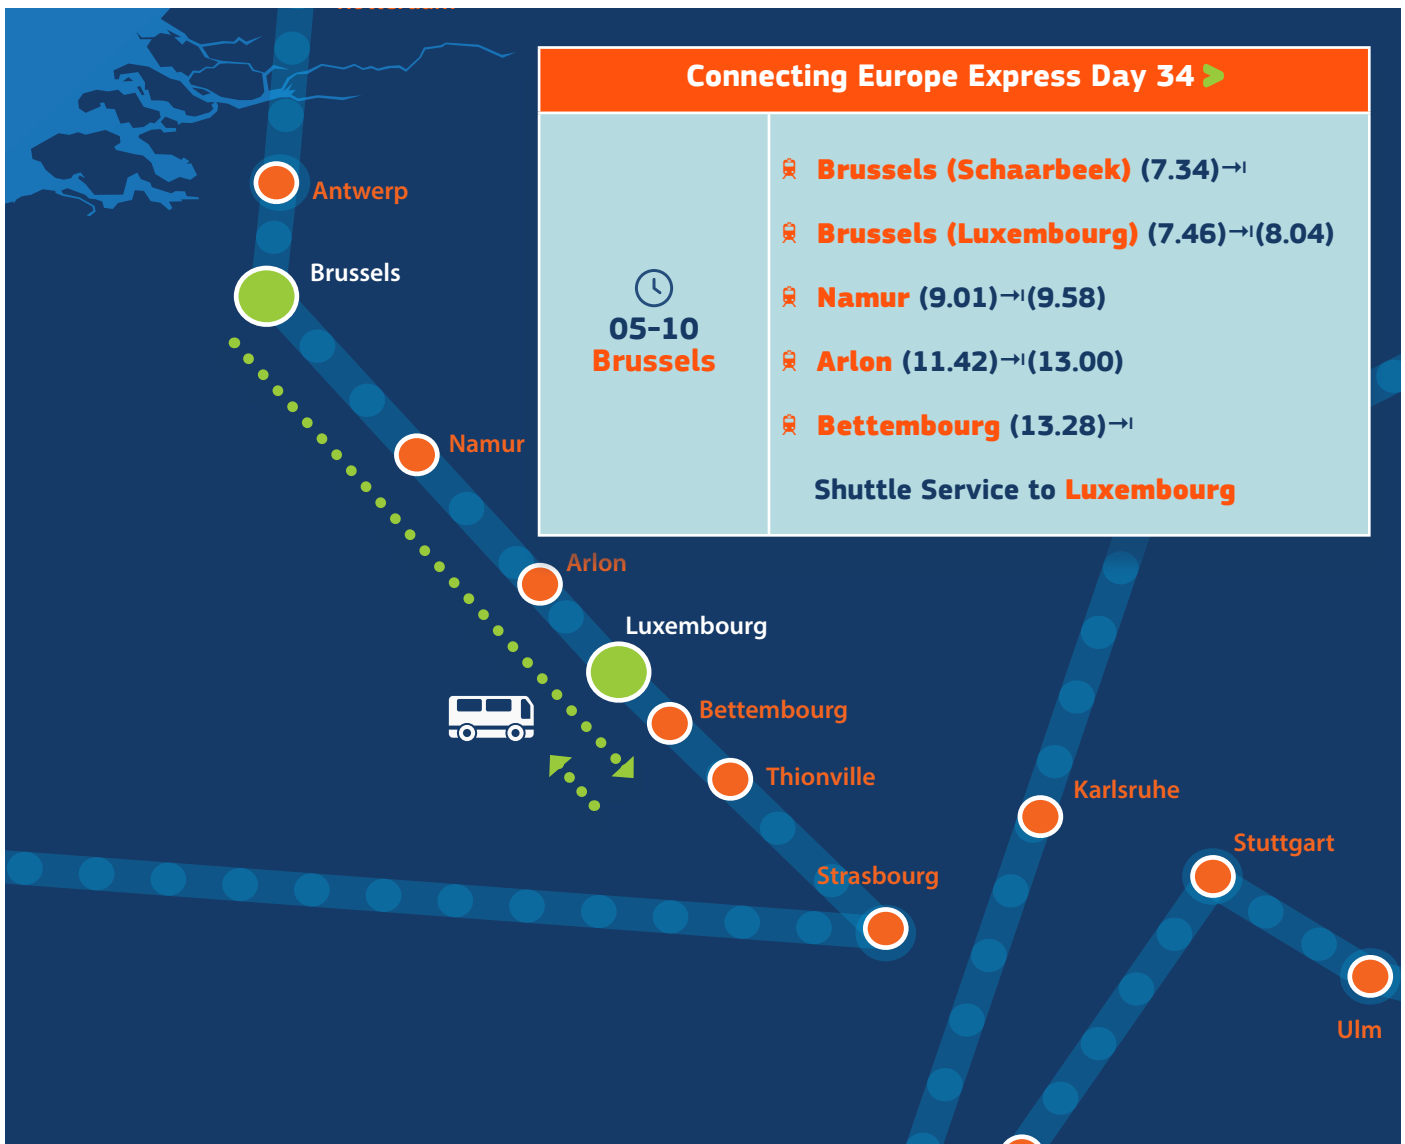 Connecting Europe Express Day 34 >
05-10
Brussels
Brussels (Schaarbeek) (7.34)→I
Brussels (Luxembourg) (7.46)→I(8.04)
Namur (9.01)→I(9.58)
Arlon (11.42)→I(13.00)
Bettembourg (13.28)→I
Shuttle Service to Luxembourg
Antwerp
Brussels
Namur
Arlon
Luxembourg
Bettembourg
Thionville
Karlsruhe
Stuttgart
Strasbourg
Ulm